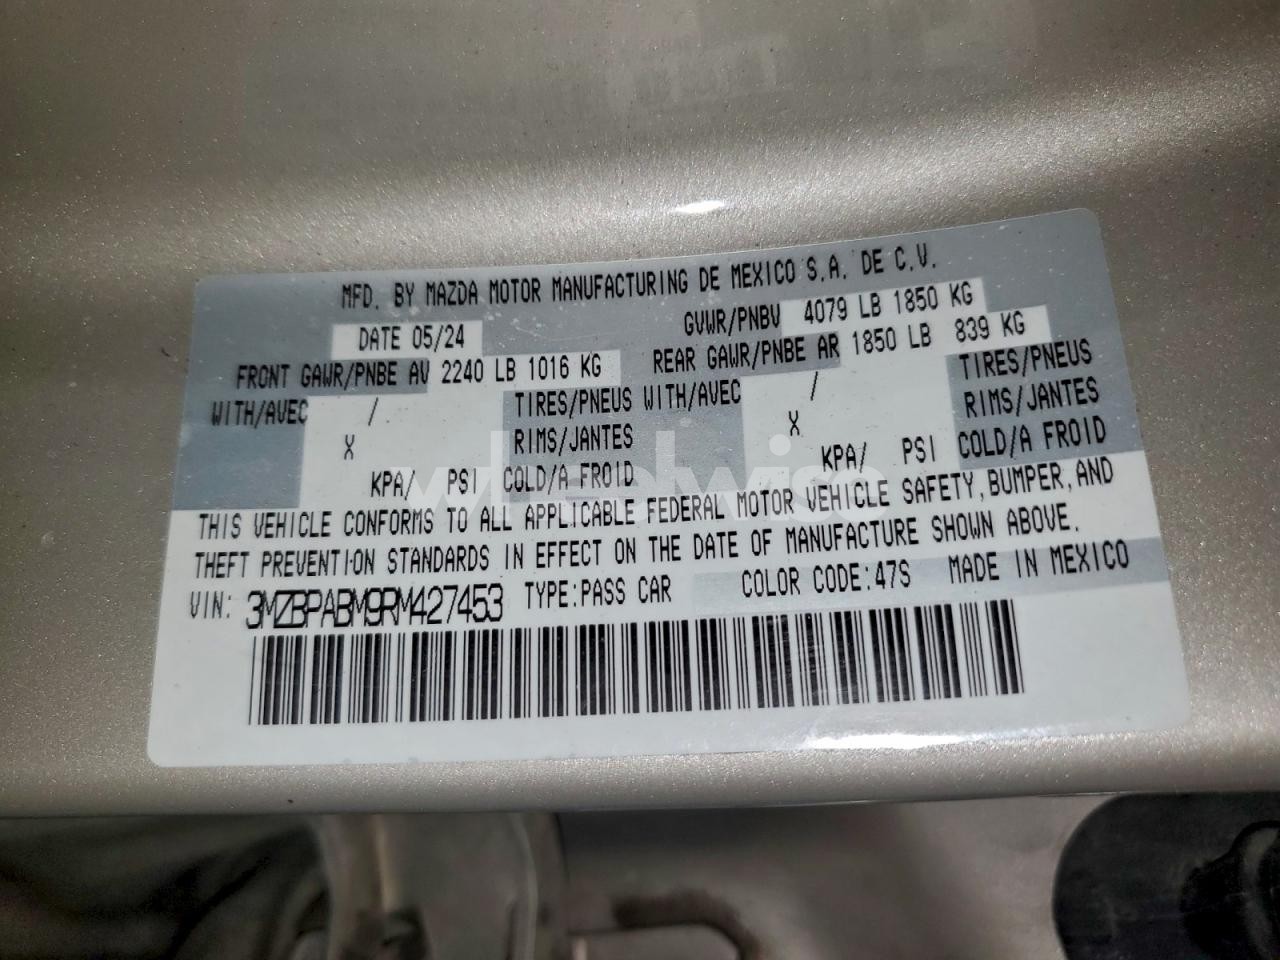 MFD. BY MAZDA MOTOR MANUFACTURING DE MEXICO S.A. DE C.V.
DATE 05/24 GVWR/PNBV 4079 LB 1850 KG
FRONT GAWR/PNBE AV 2240 LB 1016 KG REAR GAWR/PNBE AR 1850 LB 839 KG
WITH/AVEC / TIRES/PNEUS WITH/AVEC / TIRES/PNEUS
X RIMS/JANTES X RIMS/JANTES
KPA/ PSI COLD/A FROID KPA/ PSI COLD/A FROID
wheelwise
THIS VEHICLE CONFORMS TO ALL APPLICABLE FEDERAL MOTOR VEHICLE SAFETY, BUMPER, AND
THEFT PREVENTION STANDARDS IN EFFECT ON THE DATE OF MANUFACTURE SHOWN ABOVE.
VIN: 3MZBPABM9RM427453 TYPE:PASS CAR COLOR CODE:47S MADE IN MEXICO